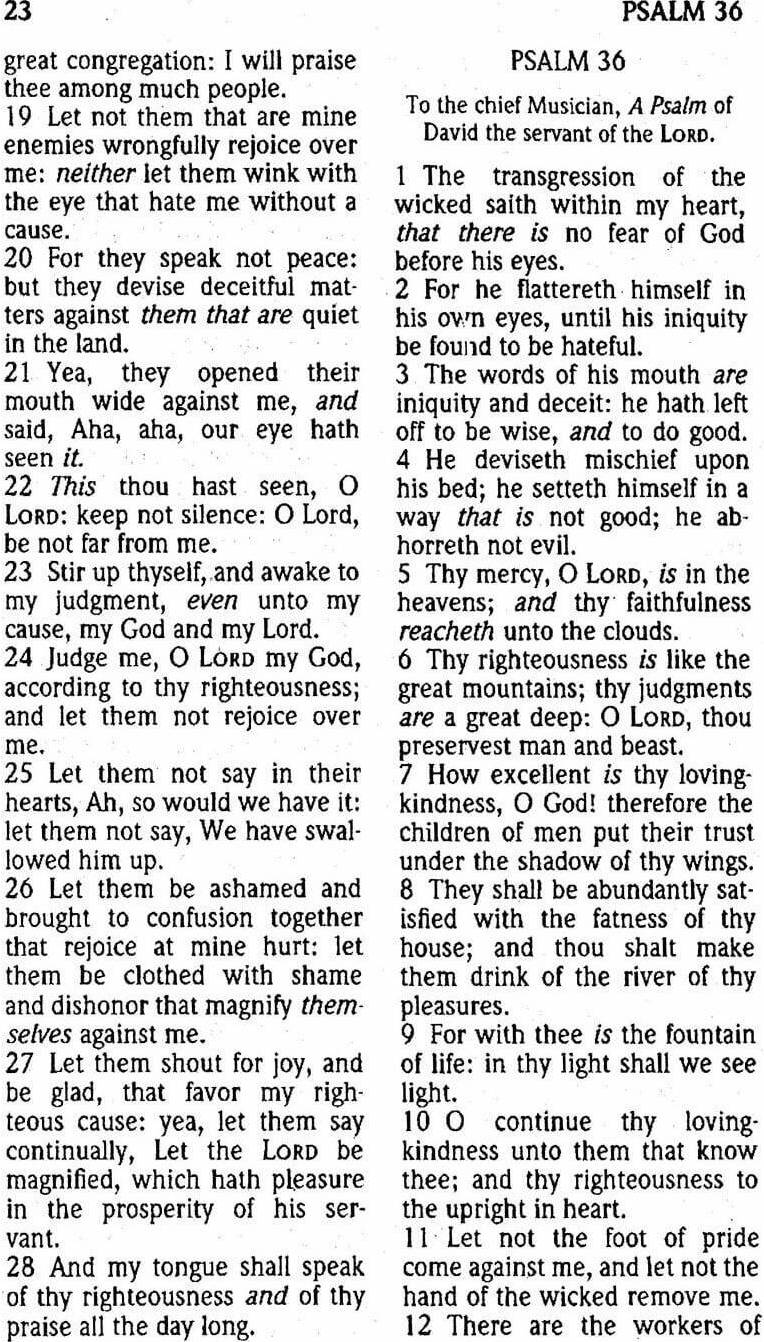 23
PSALM 36
great congregation: I will praise
thee among much people.
19 Let not them that are mine
enemies wrongfully rejoice over
me: neither let them wink with
the eye that hate me without a
cause.
20 For they speak not peace:
but they devise deceitful mat-
ters against them that are quiet
in the land.
21 Yea, they opened their
mouth wide against me, and
said, Aha, aha, our eye hath
seen it.
22 This thou hast seen, O
LORD: keep not silence: O Lord,
be not far from me.
23 Stir up thyself, and awake to
my judgment, even unto my
cause, my God and my Lord.
24 Judge me, O LORD my God,
according to thy righteousness;
and let them not rejoice over
me.
25 Let them not say in their
hearts, Ah, so would we have it:
let them not say, We have swal-
lowed him up.
26 Let them be ashamed and
brought to confusion together
that rejoice at mine hurt: let
them be clothed with shame
and dishonor that magnify them-
selves against me.
27 Let them shout for joy, and
be glad, that favor my righ-
teous cause: yea, let them say
continually, Let the LORD be
magnified, which hath pleasure
in the prosperity of his ser-
vant.
28 And my tongue shall speak
of thy righteousness and of thy
praise all the day long.
PSALM 36
To the chief Musician, A Psalm of
David the servant of the LORD.
1 The transgression of the
wicked saith within my heart,
that there is no fear of God
before his eyes.
2 For he flattereth himself in
his own eyes, until his iniquity
be found to be hateful.
3 The words of his mouth are
iniquity and deceit: he hath left
off to be wise, and to do good.
4 He deviseth mischief upon
his bed; he setteth himself in a
way that is not good; he ab-
horreth not evil.
5 Thy mercy, O LORD, is in the
heavens; and thy faithfulness
reacheth unto the clouds.
6 Thy righteousness is like the
great mountains; thy judgments
are a great deep: O LORD, thou
preservest man and beast.
7 How excellent is thy loving-
kindness, O God! therefore the
children of men put their trust
under the shadow of thy wings.
8 They shall be abundantly sat-
isfied with the fatness of thy
house; and thou shalt make
them drink of the river of thy
pleasures.
9 For with thee is the fountain
of life: in thy light shall we see
light.
10 O continue thy loving-
kindness unto them that know
thee; and thy righteousness to
the upright in heart.
11 Let not the foot of pride
come against me, and let not the
hand of the wicked remove me.
12 There are the workers of